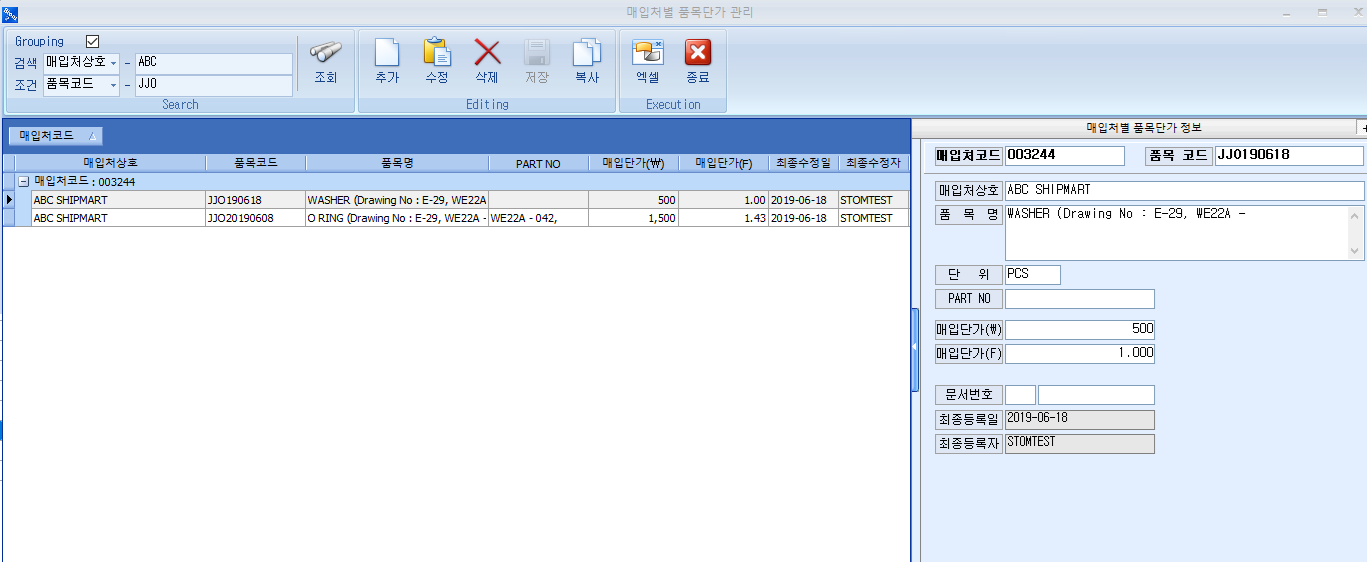 매입처별 품목단가 관리
Grouping
검색 매입처상호 - ABC
조건 품목코드 - JJO
조회 추가 수정 삭제 저장 복사 엑셀 종료
Search Editing Execution
매입처코드
매입처상호 품목코드 품목명 PART NO 매입단가(₩) 매입단가(F) 최종수정일 최종수정자
매입처코드 : 003244
ABC SHIPMART JJO190618 WASHER (Drawing No : E-29, WE22A 500 1.00 2019-06-18 STOMTEST
ABC SHIPMART JJO20190608 O RING (Drawing No : E-29, WE22A - WE22A - 042, 1,500 1.43 2019-06-18 STOMTEST
매입처별 품목단가 정보
매입처코드 003244 품목 코드 JJO190618
매입처상호 ABC SHIPMART
품 목 명 WASHER (Drawing No : E-29, WE22A -
단 위 PCS
PART NO
매입단가(₩) 500
매입단가(F) 1.000
문서번호
최종등록일 2019-06-18
최종등록자 STOMTEST